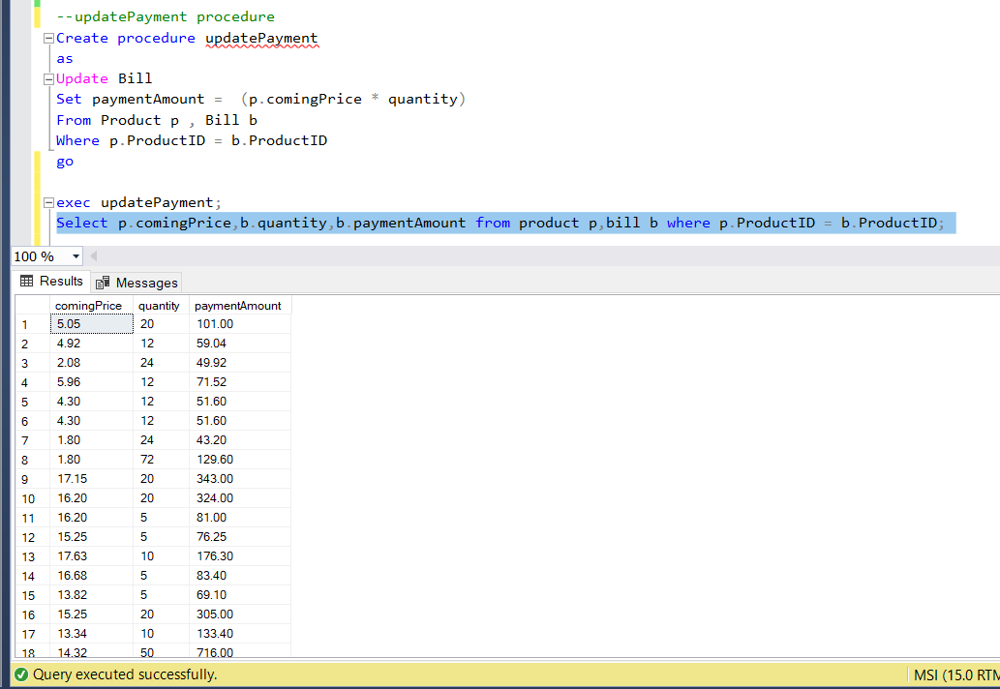 --updatePayment procedure
Create procedure updatePayment
as
Update Bill
Set paymentAmount = (p.comingPrice * quantity)
From Product p , Bill b
Where p.ProductID = b.ProductID
go
exec updatePayment;
Select p.comingPrice,b.quantity,b.paymentAmount from product p,bill b where p.ProductID = b.ProductID;
100 %
Results Messages
comingPrice quantity paymentAmount
1 5.05 20 101.00
2 4.92 12 59.04
3 2.08 24 49.92
4 5.96 12 71.52
5 4.30 12 51.60
6 4.30 12 51.60
7 1.80 24 43.20
8 1.80 72 129.60
9 17.15 20 343.00
10 16.20 20 324.00
11 16.20 5 81.00
12 15.25 5 76.25
13 17.63 10 176.30
14 16.68 5 83.40
15 13.82 5 69.10
16 15.25 20 305.00
17 13.34 10 133.40
18 14.32 50 716.00
Query executed successfully. MSI (15.0 RTM